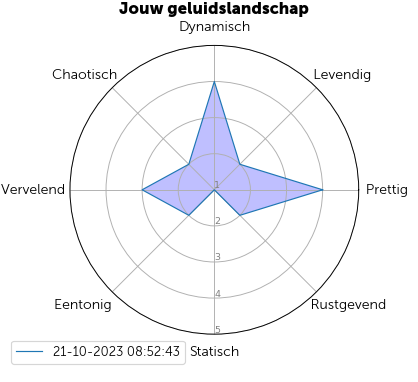 Jouw geluidslandschap
Dynamisch
Chaotisch
Levendig
Vervelend
1
Prettig
2
3
4
Eentonig
Rustgevend
5
21-10-2023 08:52:43
Statisch